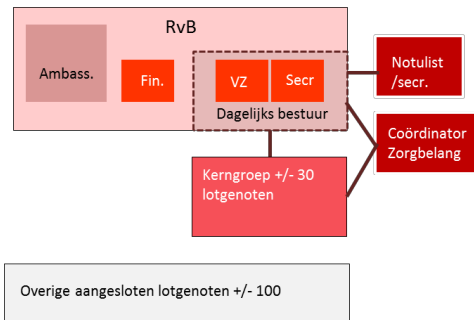 RvB
Ambass.
Fin.
VZ
Secr
Dagelijks bestuur
Notulist
/secr.
Coördinator
Zorgbelang
Kerngroep +/- 30
lotgenoten
Overige aangesloten lotgenoten +/- 100